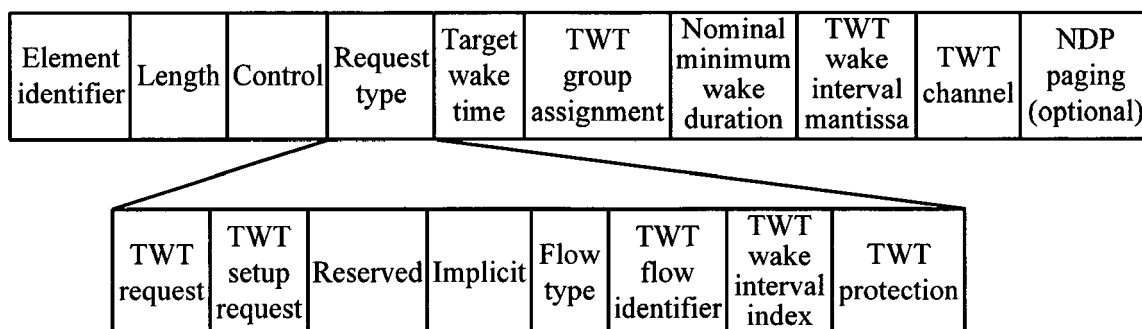 Element
identifier
Length
Control
Request
type
Target
wake
time
TWT
group
assignment
Nominal
minimum
wake
duration
TWT
wake
interval
mantissa
TWT
channel
NDP
paging
(optional)
TWT
request
TWT
setup
request
Reserved
Implicit
Flow
type
TWT
flow
identifier
TWT
wake
interval
index
TWT
protection